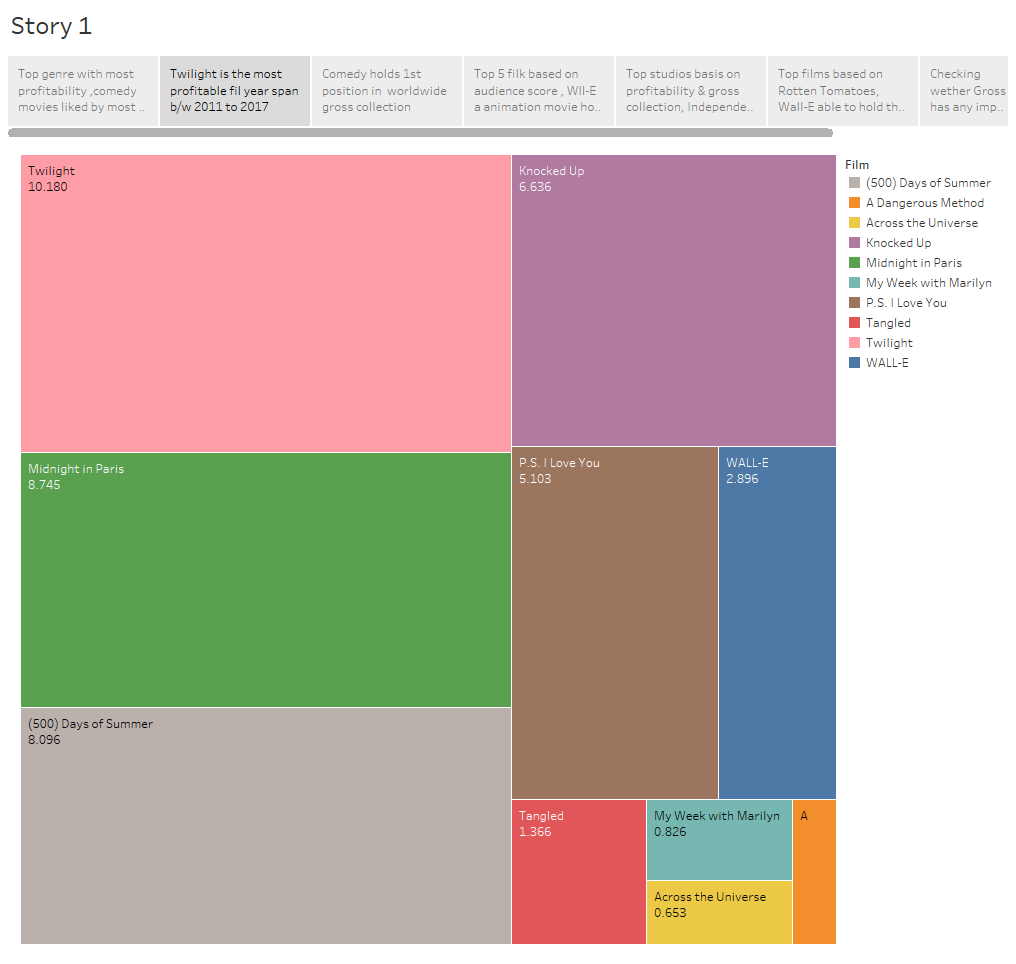 Story 1
Top genre with most
profitability ,comedy
movies liked by most ..
Twilight is the most
profitable fil year span
b/w 2011 to 2017
Comedy holds 1st
position in  worldwide
gross collection
Top 5 filk based on
audience score , Wll-E
a animation movie ho..
Top studios basis on
profitability & gross
collection, Independe..
Top films based on
Rotten Tomatoes,
Wall-E able to hold th..
Checking
wether Gross
has any imp..
Twilight
10.180
Knocked Up
6.636
Midnight in Paris
8.745
P.S. I Love You
5.103
WALL-E
2.896
(500) Days of Summer
8.096
Tangled
1.366
My Week with Marilyn
0.826
Across the Universe
0.653
A
Film
(500) Days of Summer
A Dangerous Method
Across the Universe
Knocked Up
Midnight in Paris
My Week with Marilyn
P.S. I Love You
Tangled
Twilight
WALL-E